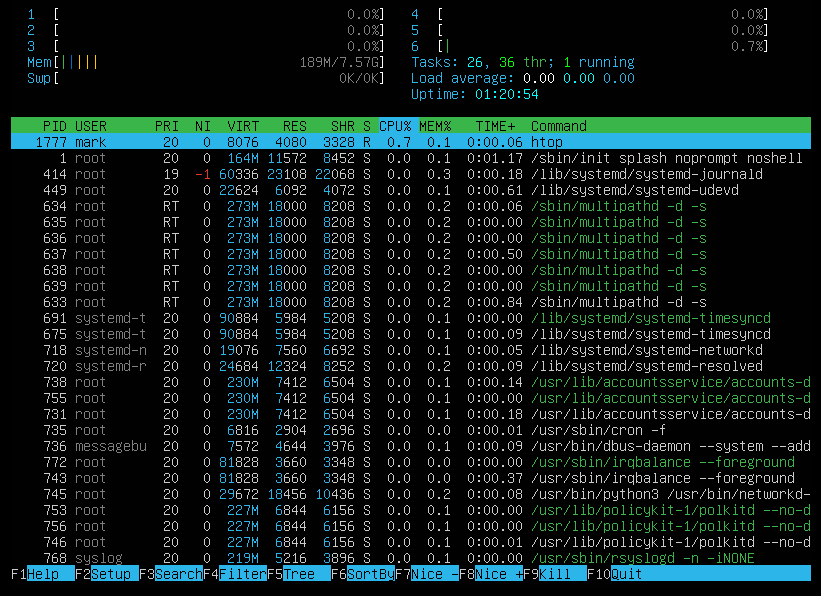 1 [ 0.0%] 4 [ 0.0%]
2 [ 0.0%] 5 [ 0.0%]
3 [ 0.0%] 6 [| 0.7%]
Mem[||||| 189M/7.57G] Tasks: 26, 36 thr; 1 running
Swp[ 0K/0K] Load average: 0.00 0.00 0.00
Uptime: 01:20:54
PID USER PRI NI VIRT RES SHR S CPU% MEM% TIME+ Command
1777 mark 20 0 8076 4080 3328 R 0.7 0.1 0:00.06 htop
1 root 20 0 164M 11572 8452 S 0.0 0.1 0:01.17 /sbin/init splash noprompt noshell
414 root 19 -1 60336 23108 22068 S 0.0 0.3 0:00.18 /lib/systemd/systemd-journald
449 root 20 0 22624 6092 4072 S 0.0 0.1 0:00.61 /lib/systemd/systemd-udevd
634 root RT 0 273M 18000 8208 S 0.0 0.2 0:00.06 /sbin/multipathd -d -s
635 root RT 0 273M 18000 8208 S 0.0 0.2 0:00.00 /sbin/multipathd -d -s
636 root RT 0 273M 18000 8208 S 0.0 0.2 0:00.00 /sbin/multipathd -d -s
637 root RT 0 273M 18000 8208 S 0.0 0.2 0:00.50 /sbin/multipathd -d -s
638 root RT 0 273M 18000 8208 S 0.0 0.2 0:00.00 /sbin/multipathd -d -s
639 root RT 0 273M 18000 8208 S 0.0 0.2 0:00.00 /sbin/multipathd -d -s
633 root RT 0 273M 18000 8208 S 0.0 0.2 0:00.84 /sbin/multipathd -d -s
691 systemd-t 20 0 90884 5984 5208 S 0.0 0.1 0:00.00 /lib/systemd/systemd-timesyncd
675 systemd-t 20 0 90884 5984 5208 S 0.0 0.1 0:00.09 /lib/systemd/systemd-timesyncd
718 systemd-n 20 0 19076 7560 6692 S 0.0 0.1 0:00.05 /lib/systemd/systemd-networkd
720 systemd-r 20 0 24684 12324 8252 S 0.0 0.2 0:00.09 /lib/systemd/systemd-resolved
738 root 20 0 230M 7412 6504 S 0.0 0.1 0:00.14 /usr/lib/accountsservice/accounts-d
755 root 20 0 230M 7412 6504 S 0.0 0.1 0:00.00 /usr/lib/accountsservice/accounts-d
731 root 20 0 230M 7412 6504 S 0.0 0.1 0:00.18 /usr/lib/accountsservice/accounts-d
735 root 20 0 6816 2904 2696 S 0.0 0.0 0:00.01 /usr/sbin/cron -f
736 messagebu 20 0 7572 4644 3976 S 0.0 0.1 0:00.09 /usr/bin/dbus-daemon --system --add
772 root 20 0 81828 3660 3348 S 0.0 0.0 0:00.00 /usr/sbin/irqbalance --foreground
743 root 20 0 81828 3660 3348 S 0.0 0.0 0:00.37 /usr/sbin/irqbalance --foreground
745 root 20 0 29672 18456 10436 S 0.0 0.2 0:00.08 /usr/bin/python3 /usr/bin/networkd-
753 root 20 0 227M 6844 6156 S 0.0 0.1 0:00.00 /usr/lib/policykit-1/polkitd --no-d
756 root 20 0 227M 6844 6156 S 0.0 0.1 0:00.00 /usr/lib/policykit-1/polkitd --no-d
746 root 20 0 227M 6844 6156 S 0.0 0.1 0:00.01 /usr/lib/policykit-1/polkitd --no-d
768 syslog 20 0 219M 5216 3896 S 0.0 0.1 0:00.00 /usr/sbin/rsyslogd -n -iNONE
F1Help F2Setup F3SearchF4FilterF5Tree F6SortByF7Nice -F8Nice +F9Kill F10Quit